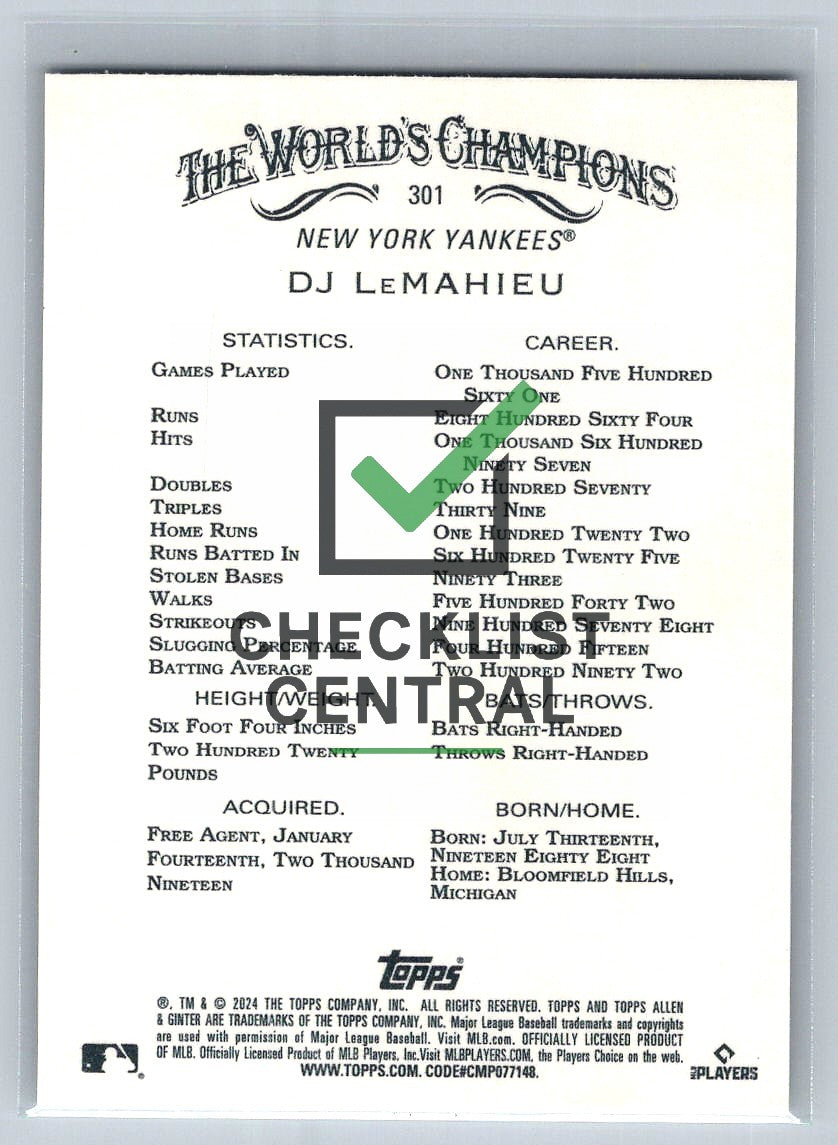 THE WORLD'S CHAMPIONS
301
NEW YORK YANKEES®
DJ LEMAHIEU
STATISTICS. CAREER.
GAMES PLAYED ONE THOUSAND FIVE HUNDRED
SIXTY ONE
RUNS EIGHT HUNDRED SIXTY FOUR
HITS ONE THOUSAND SIX HUNDRED
NINETY SEVEN
DOUBLES TWO HUNDRED SEVENTY
TRIPLES THIRTY NINE
HOME RUNS ONE HUNDRED TWENTY TWO
RUNS BATTED IN SIX HUNDRED TWENTY FIVE
STOLEN BASES NINETY THREE
WALKS FIVE HUNDRED FORTY TWO
STRIKEOUTS NINE HUNDRED SEVENTY EIGHT
SLUGGING PERCENTAGE FOUR HUNDRED FIFTEEN
BATTING AVERAGE TWO HUNDRED NINETY TWO
CHECKLIST
CENTRAL
HEIGHT/WEIGHT. BATS/THROWS.
SIX FOOT FOUR INCHES BATS RIGHT-HANDED
TWO HUNDRED TWENTY THROWS RIGHT-HANDED
POUNDS
ACQUIRED. BORN/HOME.
FREE AGENT, JANUARY BORN: JULY THIRTEENTH,
FOURTEENTH, TWO THOUSAND NINETEEN EIGHTY EIGHT
NINETEEN HOME: BLOOMFIELD HILLS,
MICHIGAN
topps®
®, TM & © 2024 THE TOPPS COMPANY, INC. ALL RIGHTS RESERVED. TOPPS AND TOPPS ALLEN
& GINTER ARE TRADEMARKS OF THE TOPPS COMPANY, INC. Major League Baseball trademarks and copyrights
are used with permission of Major League Baseball. Visit MLB.com. OFFICIALLY LICENSED PRODUCT
OF MLB. Officially Licensed Product of MLB Players, Inc.Visit MLBPLAYERS.COM, the Players Choice on the web.
WWW.TOPPS.COM. CODE#CMP077148.
MLBPLAYERS